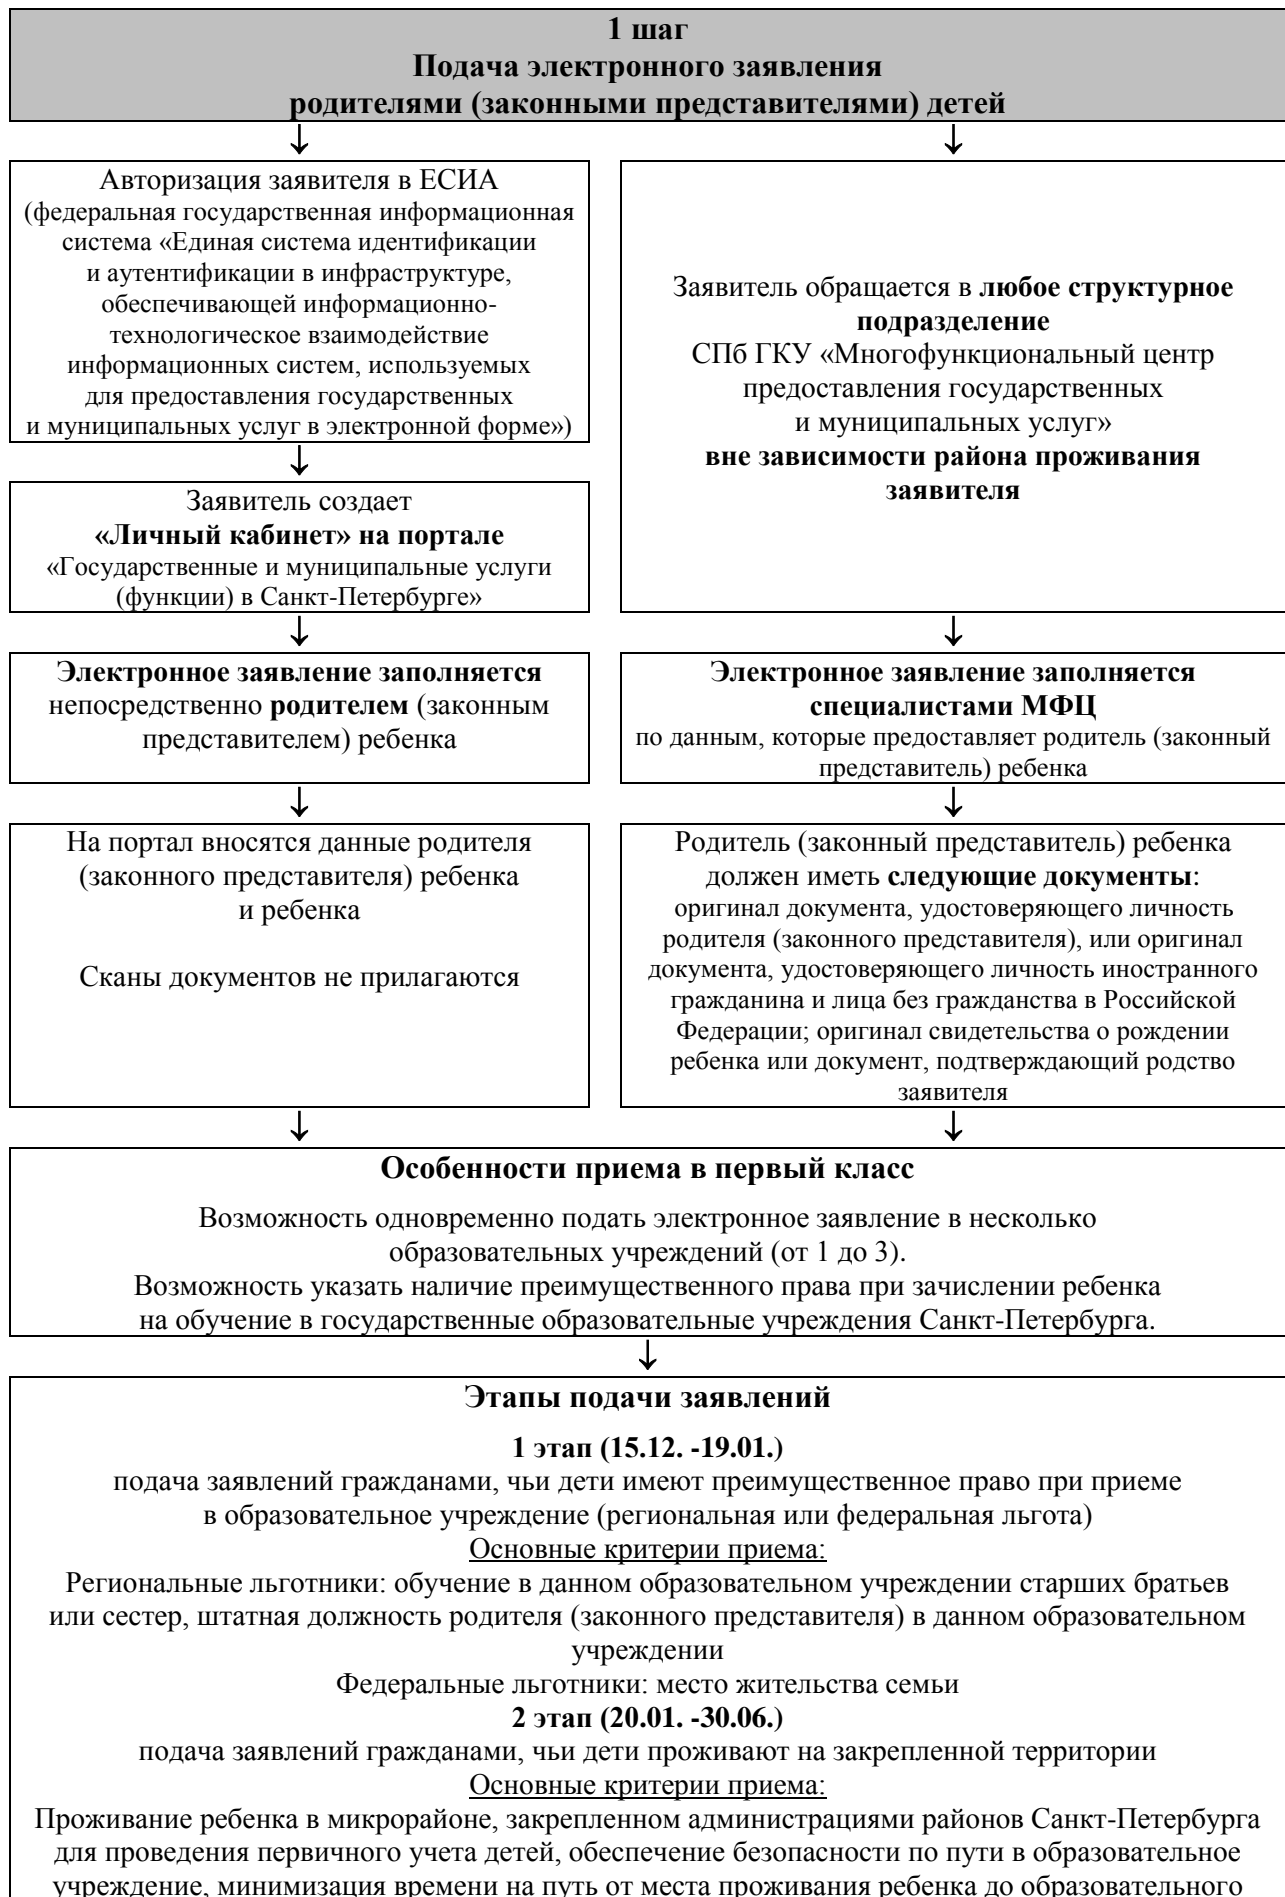 1 шаг
Подача электронного заявления
родителями (законными представителями) детей
↓
↓
Авторизация заявителя в ЕСИА
(федеральная государственная информационная
система «Единая система идентификации
и аутентификации в инфраструктуре,
обеспечивающей информационно-
технологическое взаимодействие
информационных систем, используемых
для предоставления государственных
и муниципальных услуг в электронной форме»)
↓
Заявитель создает
«Личный кабинет» на портале
«Государственные и муниципальные услуги
(функции) в Санкт-Петербурге»
Заявитель обращается в любое структурное
подразделение
СПб ГКУ «Многофункциональный центр
предоставления государственных
и муниципальных услуг»
вне зависимости района проживания
заявителя
↓
↓
Электронное заявление заполняется
непосредственно родителем (законным
представителем) ребенка
Электронное заявление заполняется
специалистами МФЦ
по данным, которые предоставляет родитель (законный
представитель) ребенка
↓
↓
На портал вносятся данные родителя
(законного представителя) ребенка
и ребенка
Сканы документов не прилагаются
Родитель (законный представитель) ребенка
должен иметь следующие документы:
оригинал документа, удостоверяющего личность
родителя (законного представителя), или оригинал
документа, удостоверяющего личность иностранного
гражданина и лица без гражданства в Российской
Федерации; оригинал свидетельства о рождении
ребенка или документ, подтверждающий родство
заявителя
↓
↓
Особенности приема в первый класс
Возможность одновременно подать электронное заявление в несколько
образовательных учреждений (от 1 до 3).
Возможность указать наличие преимущественного права при зачислении ребенка
на обучение в государственные образовательные учреждения Санкт-Петербурга.
↓
Этапы подачи заявлений
1 этап (15.12. -19.01.)
подача заявлений гражданами, чьи дети имеют преимущественное право при приеме
в образовательное учреждение (региональная или федеральная льгота)
Основные критерии приема:
Региональные льготники: обучение в данном образовательном учреждении старших братьев
или сестер, штатная должность родителя (законного представителя) в данном образовательном
учреждении
Федеральные льготники: место жительства семьи
2 этап (20.01. -30.06.)
подача заявлений гражданами, чьи дети проживают на закрепленной территории
Основные критерии приема:
Проживание ребенка в микрорайоне, закрепленном администрациями районов Санкт-Петербурга
для проведения первичного учета детей, обеспечение безопасности по пути в образовательное
учреждение, минимизация времени на путь от места проживания ребенка до образовательного